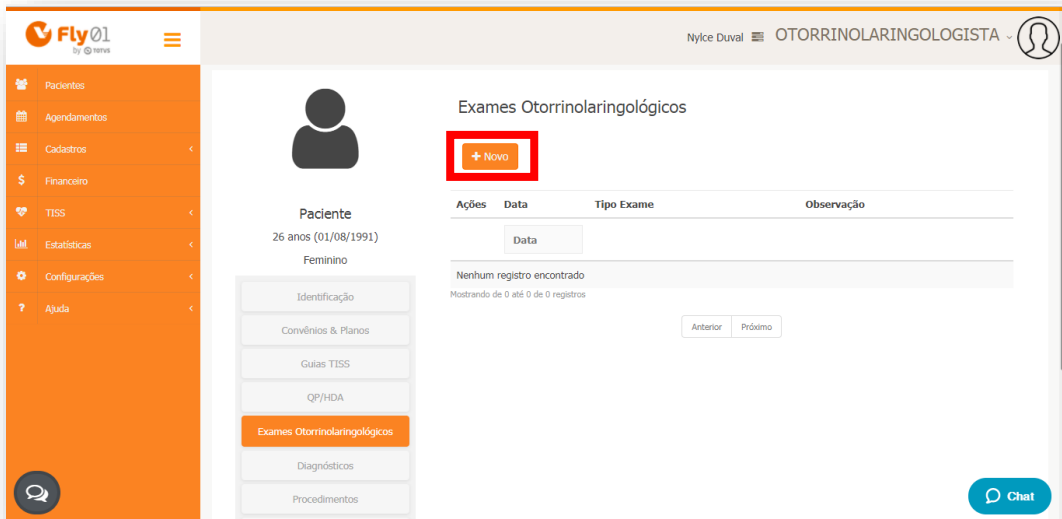 Fly01
by TOTVS
Nylce Duval OTORRINOLARINGOLOGISTA
Pacientes
Agendamentos
Cadastros
Financeiro
TISS
Estatísticas
Configurações
Ajuda
Paciente
26 anos (01/08/1991)
Feminino
Identificação
Convênios & Planos
Guias TISS
QP/HDA
Exames Otorrinolaringológicos
Diagnósticos
Procedimentos
Exames Otorrinolaringológicos
+ Novo
Ações Data Tipo Exame Observação
Data
Nenhum registro encontrado
Mostrando de 0 até 0 de 0 registros
Anterior Próximo
Chat